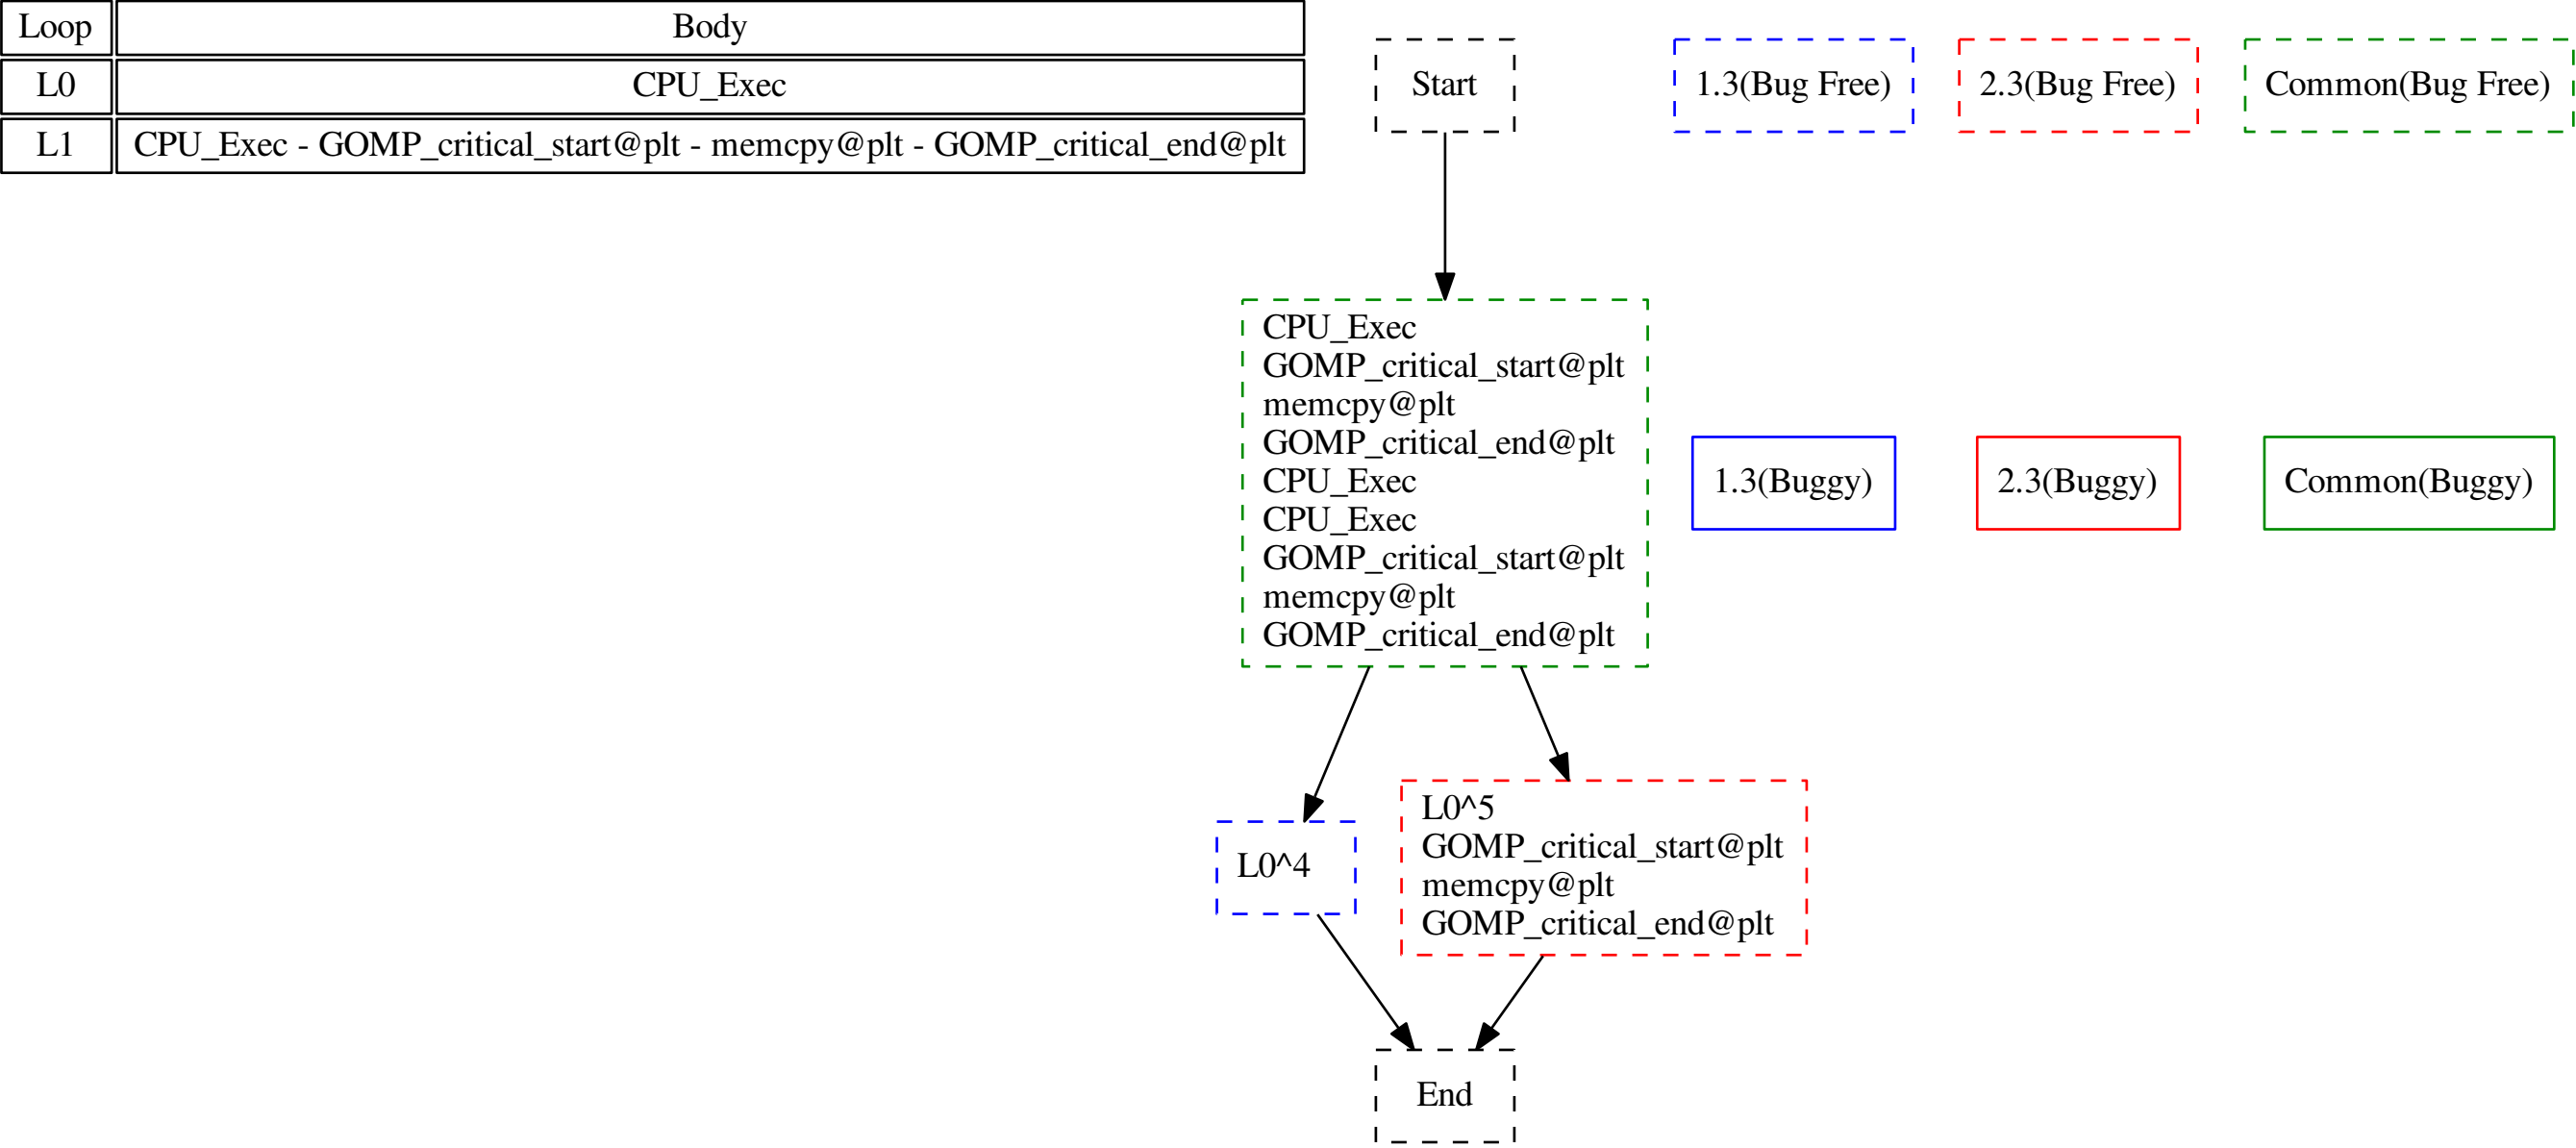 Loop Body
L0 CPU_Exec
L1 CPU_Exec - GOMP_critical_start@plt - memcpy@plt - GOMP_critical_end@plt
Start
1.3(Bug Free)
2.3(Bug Free)
Common(Bug Free)
CPU_Exec
GOMP_critical_start@plt
memcpy@plt
GOMP_critical_end@plt
CPU_Exec
CPU_Exec
GOMP_critical_start@plt
memcpy@plt
GOMP_critical_end@plt
1.3(Buggy)
2.3(Buggy)
Common(Buggy)
L0^4
L0^5
GOMP_critical_start@plt
memcpy@plt
GOMP_critical_end@plt
End